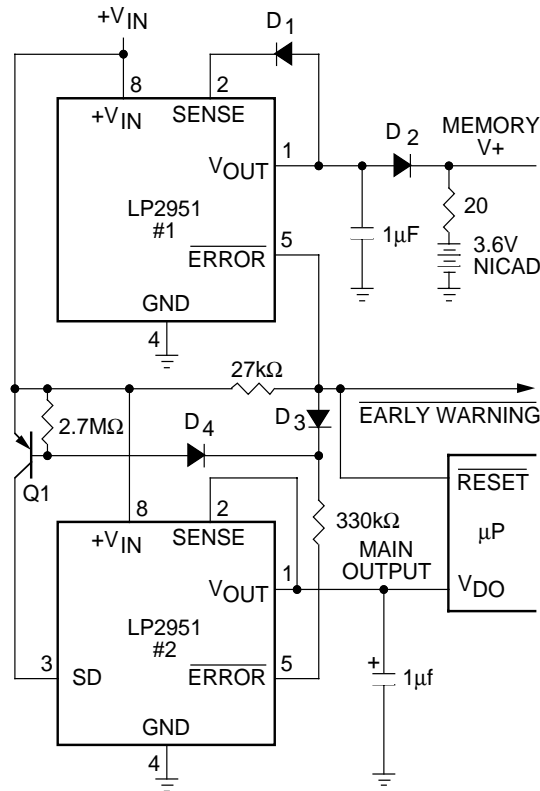 +VIN
D1
8
2
+VIN
SENSE
D2
MEMORY
V+
VOUT
1
LP2951
#1
20
1µF
3.6V
NICAD
5
ERROR
GND
4
27kΩ
EARLY WARNING
D3
2.7MΩ
D4
Q1
RESET
8
2
330kΩ
+VIN
SENSE
µP
MAIN
OUTPUT
VOUT
1
VDO
LP2951
#2
3
SD
ERROR
5
+
1µf
GND
4